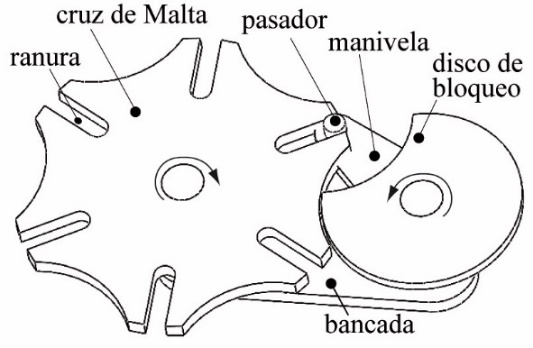 cruz de Malta
pasador
manivela
ranura
disco de
bloqueo
bancada